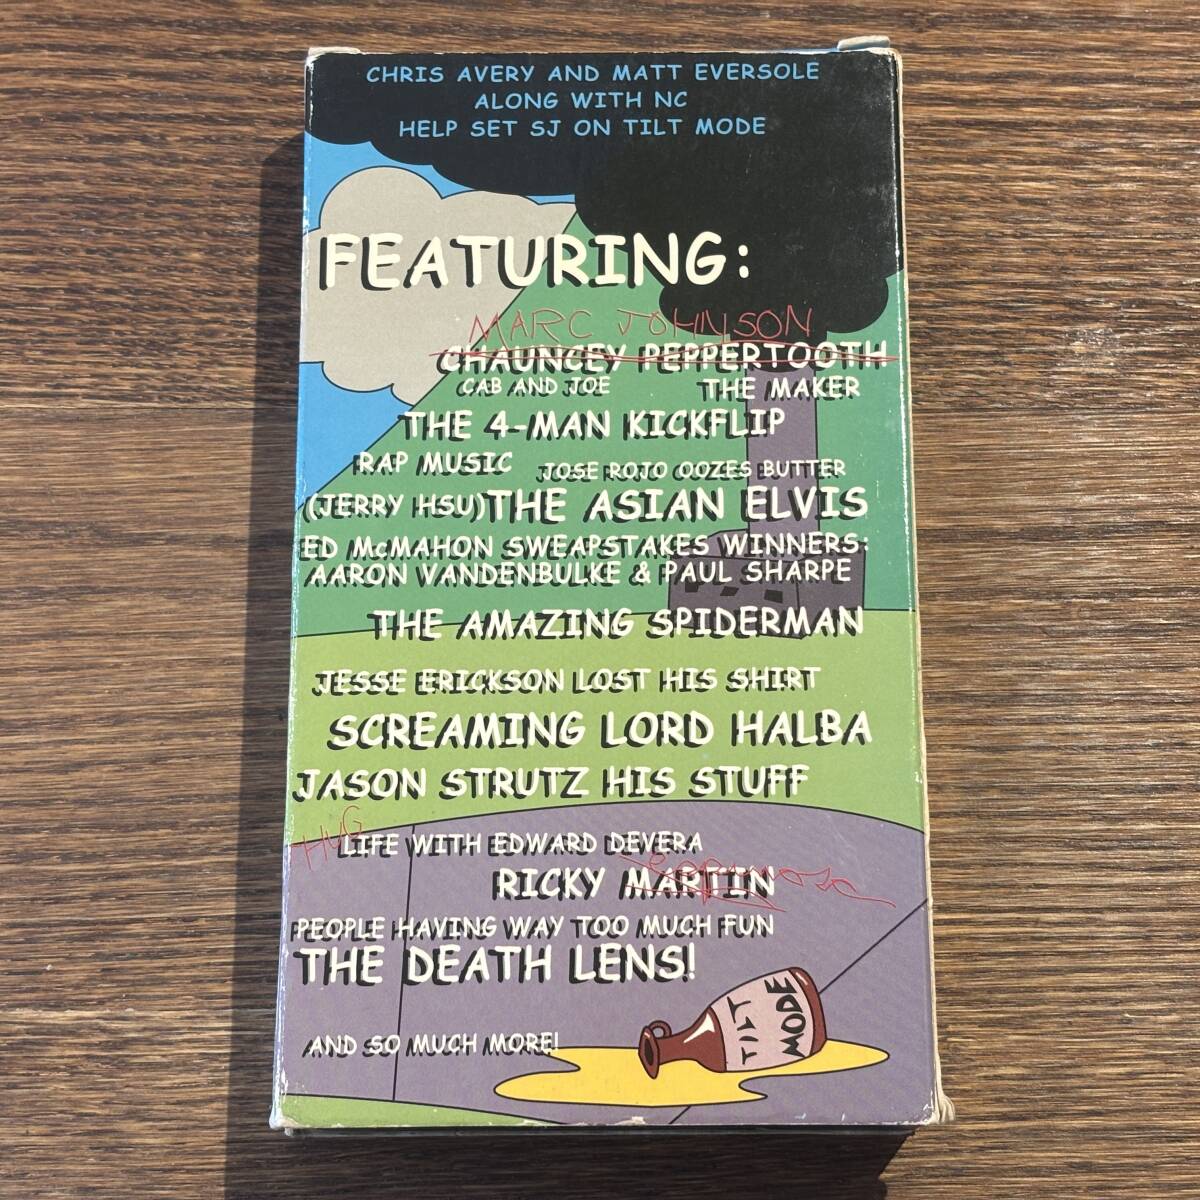 CHRIS AVERY AND MATT EVERSOLE
ALONG WITH NC
HELP SET SJ ON TILT MODE
FEATURING:
MARC JOHNSON
CHAUNCEY PEPPERTOOTH
CAB AND JOE THE MAKER
THE 4-MAN KICKFLIP
RAP MUSIC JOSE ROJO OOZES BUTTER
(JERRY HSU) THE ASIAN ELVIS
ED McMAHON SWEAPSTAKES WINNERS:
AARON VANDENBULKE & PAUL SHARPE
THE AMAZING SPIDERMAN
JESSE ERICKSON LOST HIS SHIRT
SCREAMING LORD HALBA
JASON STRUTZ HIS STUFF
HUG
LIFE WITH EDWARD DEVERA
RICKY MARTIIN
PEOPLE HAVING WAY TOO MUCH FUN
THE DEATH LENS!
AND SO MUCH MORE!
TILT
MODE